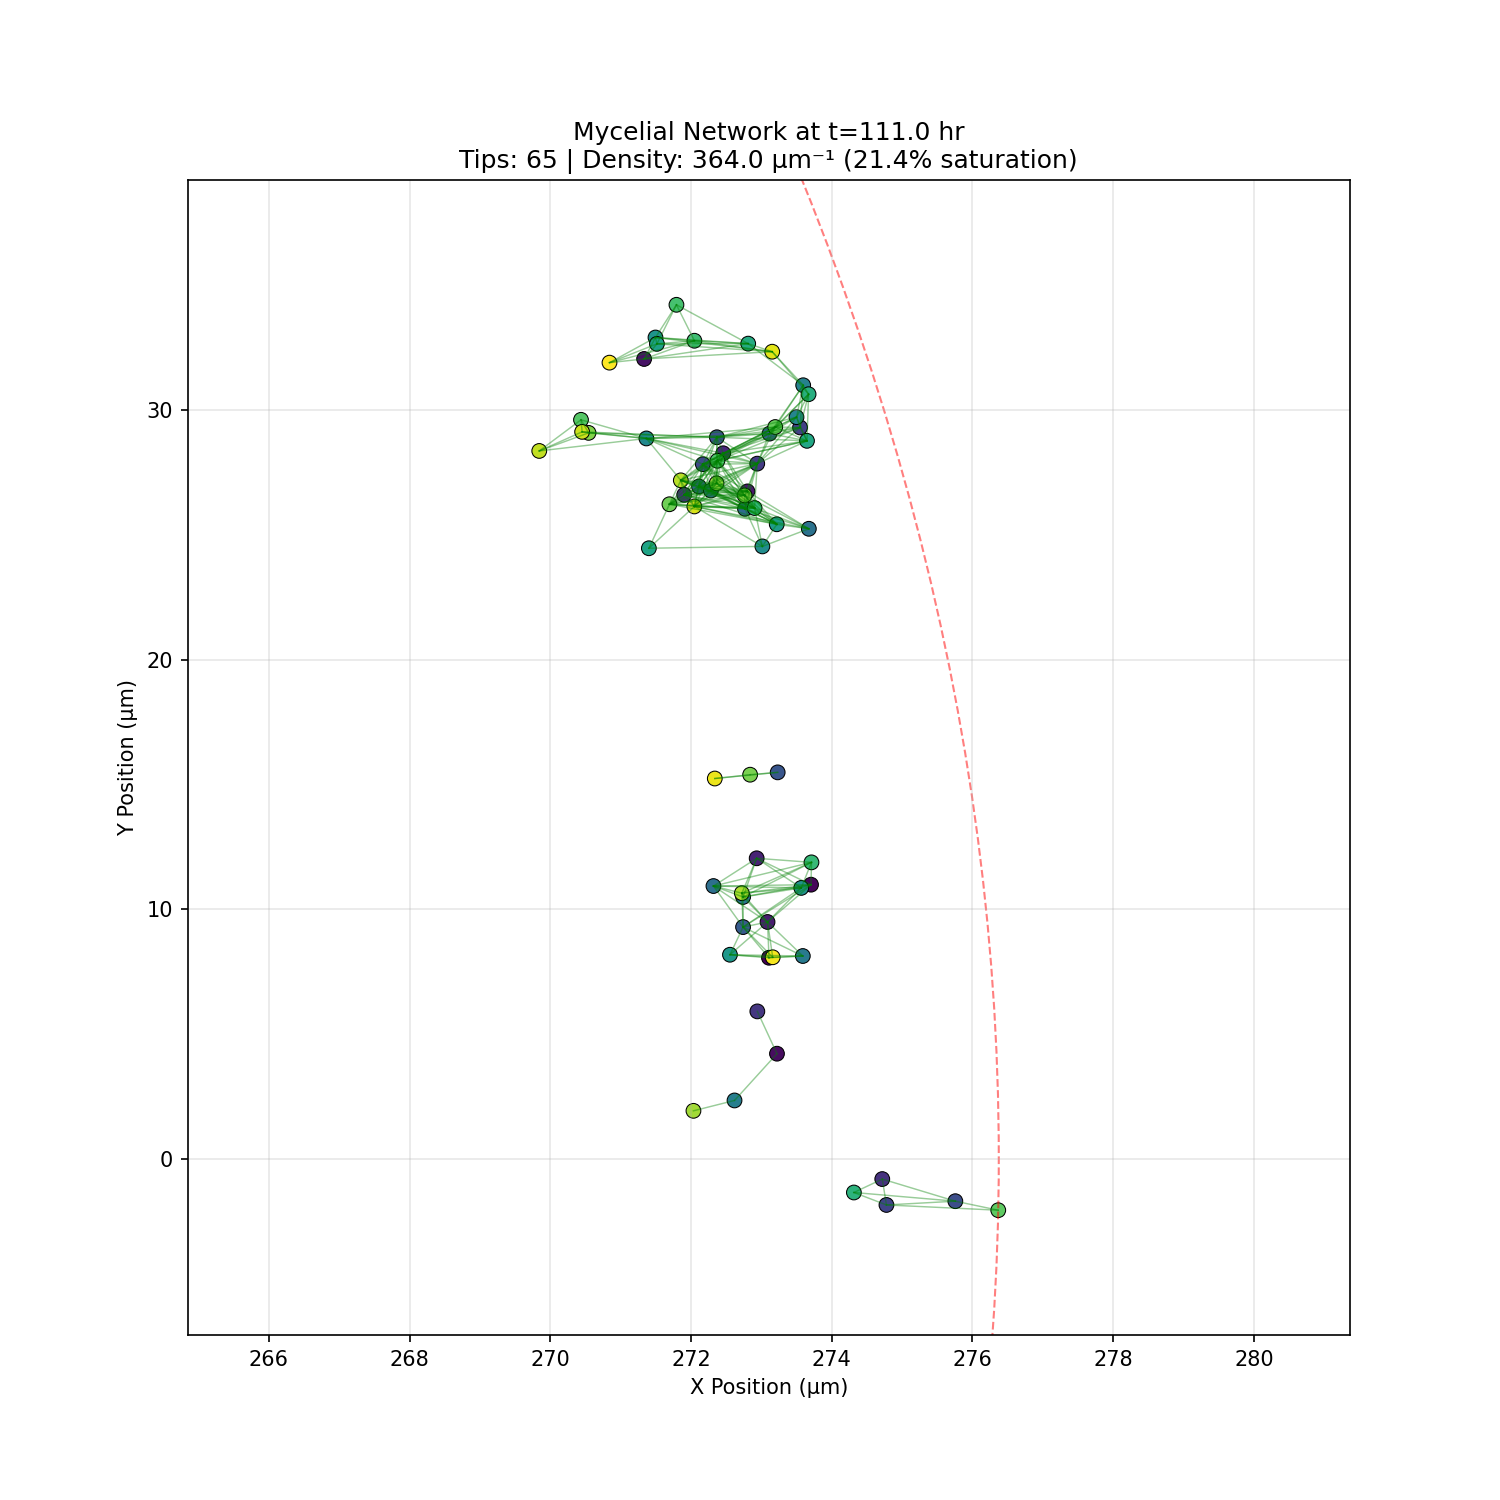 Mycelial Network at t=111.0 hr
Tips: 65 | Density: 364.0 µm⁻¹ (21.4% saturation)
30
20
10
0
Y Position (µm)
266 268 270 272 274 276 278 280
X Position (µm)